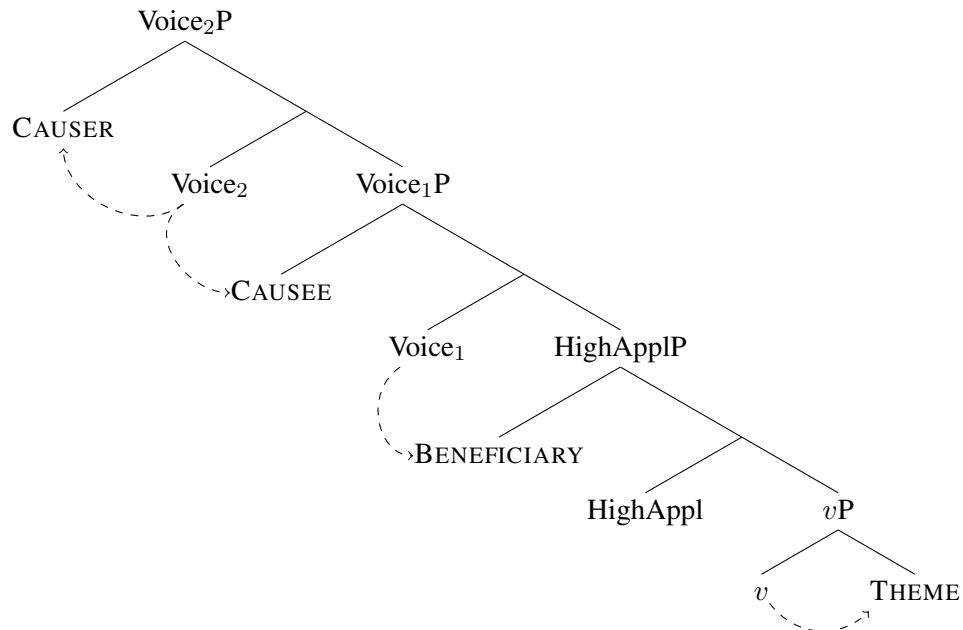 Voice₂P
CAUSER
Voice₂ Voice₁P
CAUSEE
Voice₁ HighApplP
BENEFICIARY
HighAppl vP
v THEME